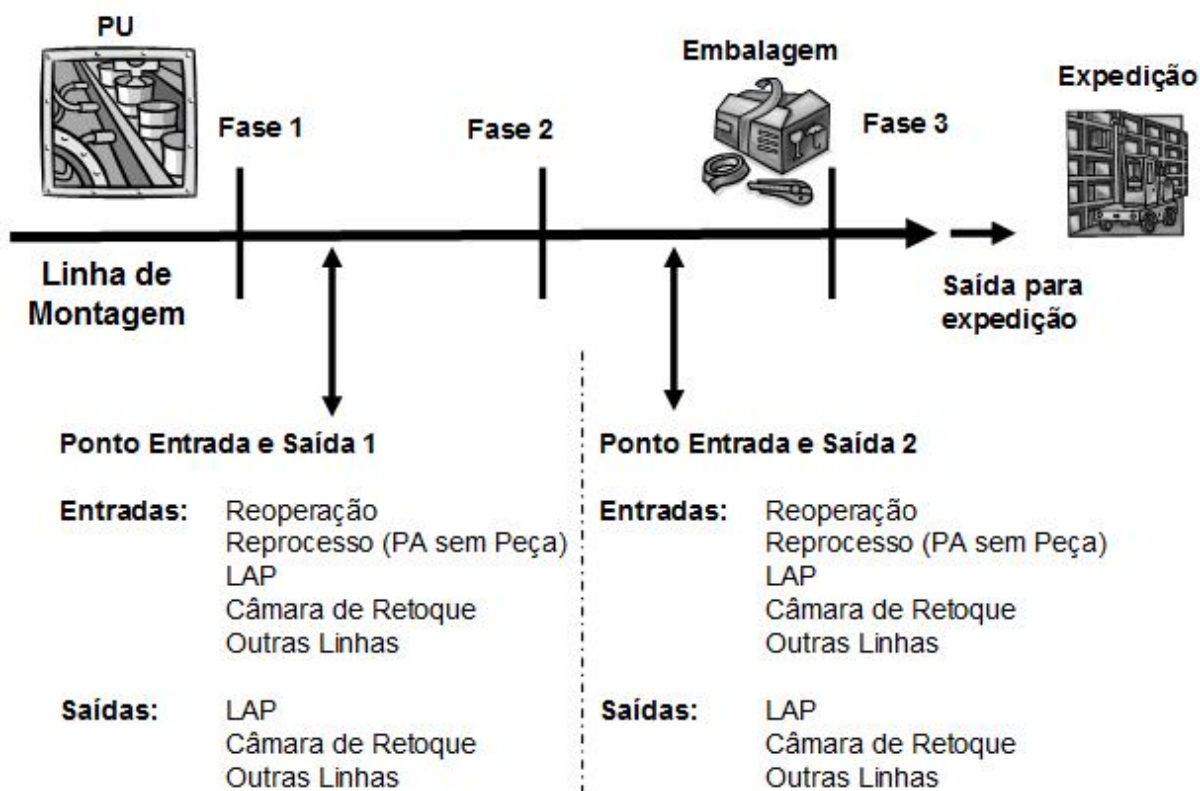 PU
Embalagem
Expedição
Fase 1
Fase 2
Fase 3
Linha de
Montagem
Saída para
expedição
Ponto Entrada e Saída 1
Entradas: Reoperação
Reprocesso (PA sem Peça)
LAP
Câmara de Retoque
Outras Linhas
Saídas: LAP
Câmara de Retoque
Outras Linhas
Ponto Entrada e Saída 2
Entradas: Reoperação
Reprocesso (PA sem Peça)
LAP
Câmara de Retoque
Outras Linhas
Saídas: LAP
Câmara de Retoque
Outras Linhas